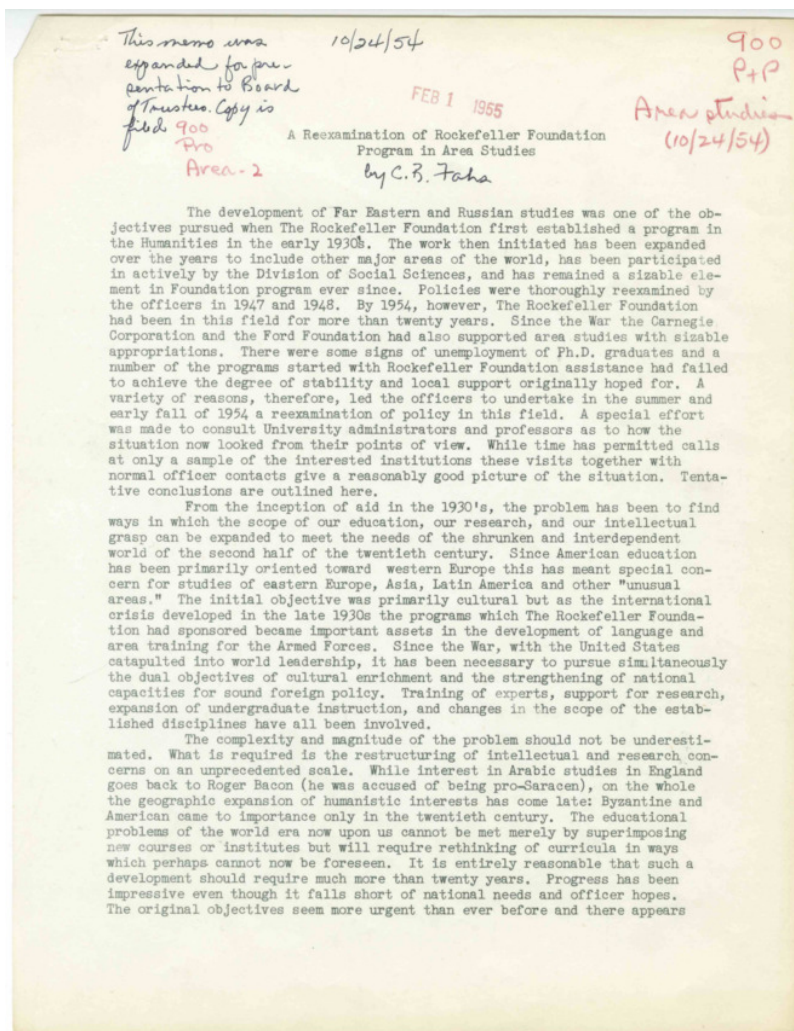 This memo was
expanded for pre-
sentation to Board
of Trustees. Copy is
filed 900
Pro
Area-2
10/24/54
900
P+P
Area studies
(10/24/54)
FEB 1 1955
A Reexamination of Rockefeller Foundation
Program in Area Studies
by C. B. Fahs
The development of Far Eastern and Russian studies was one of the ob-
jectives pursued when The Rockefeller Foundation first established a program in
the Humanities in the early 1930's. The work then initiated has been expanded
over the years to include other major areas of the world, has been participated
in actively by the Division of Social Sciences, and has remained a sizable ele-
ment in Foundation program ever since. Policies were thoroughly reexamined by
the officers in 1947 and 1948. By 1954, however, The Rockefeller Foundation
had been in this field for more than twenty years. Since the War the Carnegie
Corporation and the Ford Foundation had also supported area studies with sizable
appropriations. There were some signs of unemployment of Ph.D. graduates and a
number of the programs started with Rockefeller Foundation assistance had failed
to achieve the degree of stability and local support originally hoped for. A
variety of reasons, therefore, led the officers to undertake in the summer and
early fall of 1954 a reexamination of policy in this field. A special effort
was made to consult University administrators and professors as to how the
situation now looked from their points of view. While time has permitted calls
at only a sample of the interested institutions these visits together with
normal officer contacts give a reasonably good picture of the situation. Tenta-
tive conclusions are outlined here.
From the inception of aid in the 1930's, the problem has been to find
ways in which the scope of our education, our research, and our intellectual
grasp can be expanded to meet the needs of the shrunken and interdependent
world of the second half of the twentieth century. Since American education
has been primarily oriented toward western Europe this has meant special con-
cern for studies of eastern Europe, Asia, Latin America and other "unusual
areas." The initial objective was primarily cultural but as the international
crisis developed in the late 1930s the programs which The Rockefeller Founda-
tion had sponsored became important assets in the development of language and
area training for the Armed Forces. Since the War, with the United States
catapulted into world leadership, it has been necessary to pursue simultaneously
the dual objectives of cultural enrichment and the strengthening of national
capacities for sound foreign policy. Training of experts, support for research,
expansion of undergraduate instruction, and changes in the scope of the estab-
lished disciplines have all been involved.
The complexity and magnitude of the problem should not be underesti-
mated. What is required is the restructuring of intellectual and research con-
cerns on an unprecedented scale. While interest in Arabic studies in England
goes back to Roger Bacon (he was accused of being pro-Saracen), on the whole
the geographic expansion of humanistic interests has come late: Byzantine and
American came to importance only in the twentieth century. The educational
problems of the world era now upon us cannot be met merely by superimposing
new courses or institutes but will require rethinking of curricula in ways
which perhaps cannot now be foreseen. It is entirely reasonable that such a
development should require much more than twenty years. Progress has been
impressive even though it falls short of national needs and officer hopes.
The original objectives seem more urgent than ever before and there appears